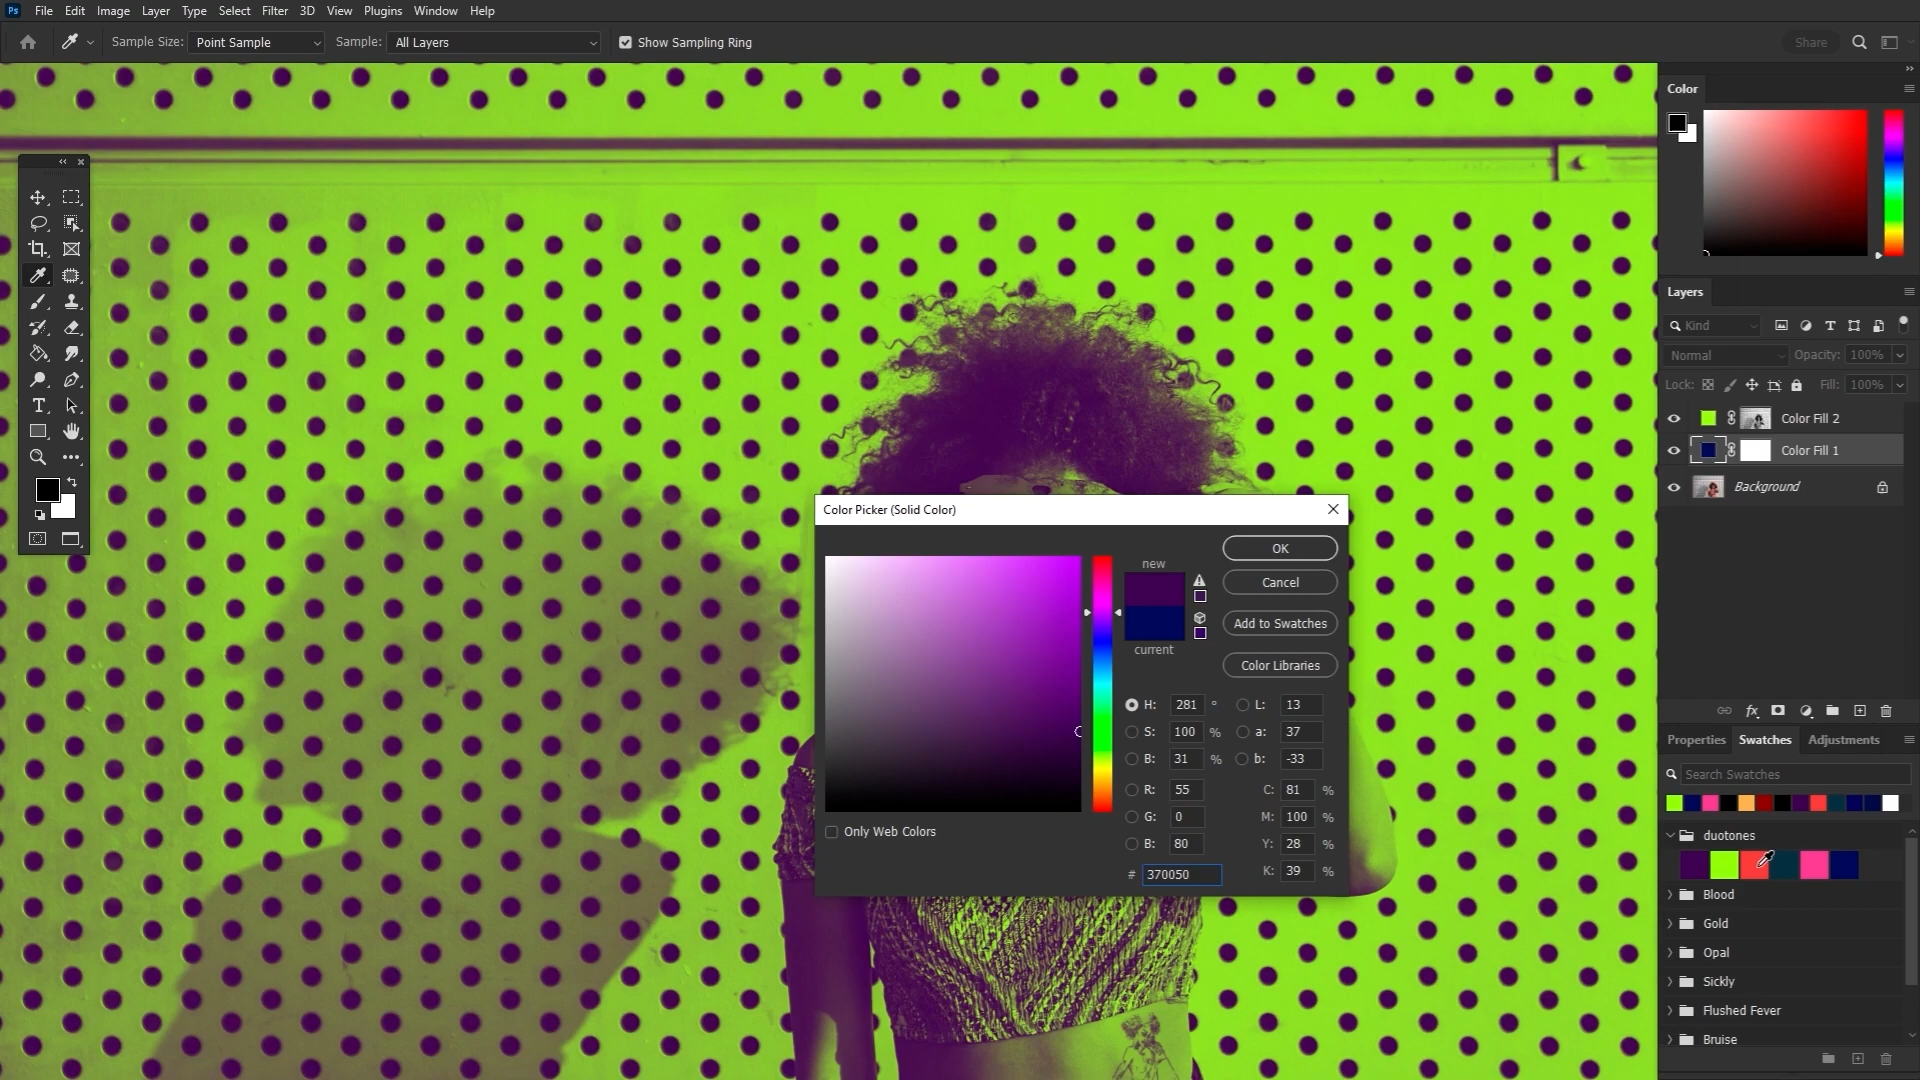 Ps File Edit Image Layer Type Select Filter 3D View Plugins Window Help
Sample Size: Point Sample Sample: All Layers Show Sampling Ring Share
Color
Layers
Kind
Normal Opacity: 100%
Lock: Fill: 100%
Color Fill 2
Color Fill 1
Background
Color Picker (Solid Color)
new
current
OK
Cancel
Add to Swatches
Color Libraries
H: 281 ° L: 13
S: 100 % a: 37
B: 31 % b: -33
R: 55 C: 81 %
G: 0 M: 100 %
B: 80 Y: 28 %
# 370050 K: 39 %
Only Web Colors
Properties Swatches Adjustments
Search Swatches
duotones
Blood
Gold
Opal
Sickly
Flushed Fever
Bruise